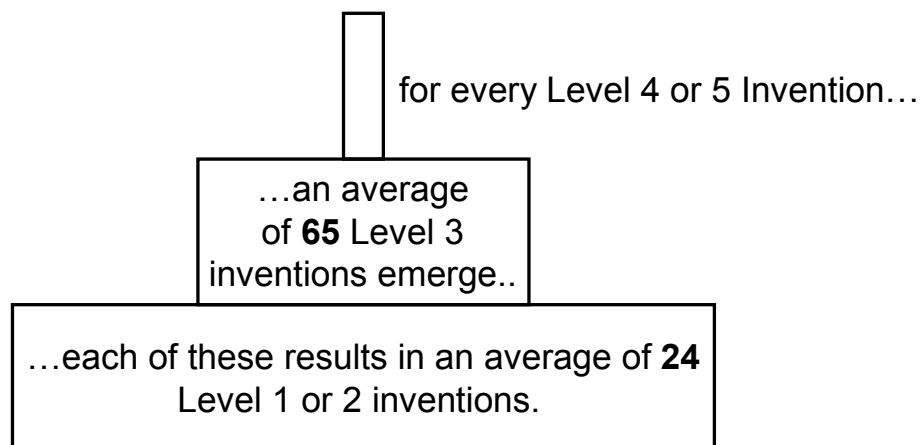 for every Level 4 or 5 Invention…
…an average
of 65 Level 3
inventions emerge..
…each of these results in an average of 24
Level 1 or 2 inventions.